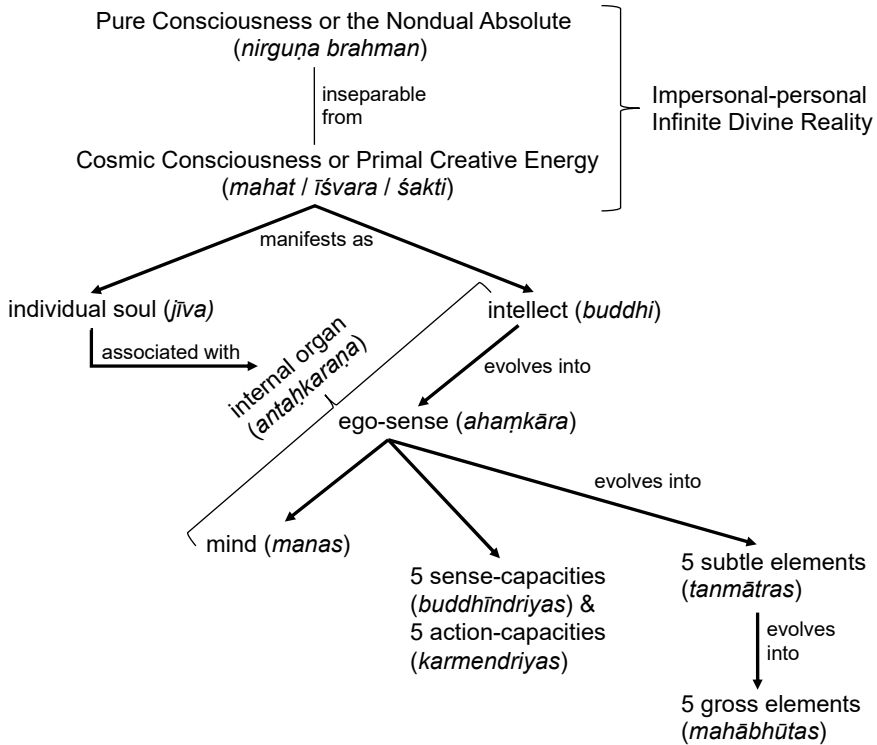 Pure Consciousness or the Nondual Absolute
(nirguṇa brahman)
inseparable
from
Impersonal-personal
Infinite Divine Reality
Cosmic Consciousness or Primal Creative Energy
(mahat / īśvara / śakti)
manifests as
individual soul (jīva)
intellect (buddhi)
associated with
internal organ
(antaḥkaraṇa)
evolves into
ego-sense (ahaṃkāra)
evolves into
mind (manas)
5 sense-capacities
(buddhīndriyas) &
5 action-capacities
(karmendriyas)
5 subtle elements
(tanmātras)
evolves
into
5 gross elements
(mahābhūtas)